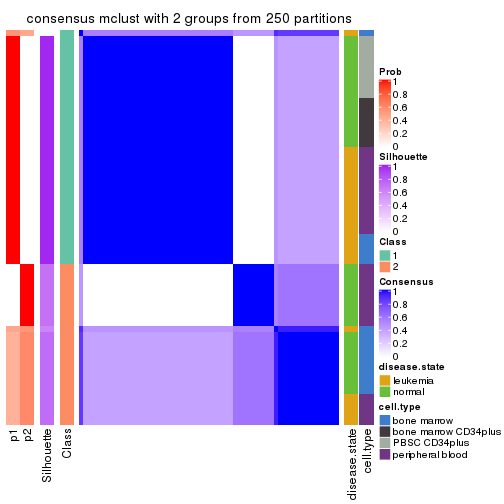 consensus mclust with 2 groups from 250 partitions
Prob
1
0.8
0.6
0.4
0.2
0
Silhouette
1
0.8
0.6
0.4
0.2
0
Class
1
2
Consensus
1
0.8
0.6
0.4
0.2
0
disease.state
leukemia
normal
cell.type
bone marrow
bone marrow CD34plus
PBSC CD34plus
peripheral blood
p1
p2
Silhouette
Class
disease.state
cell.type